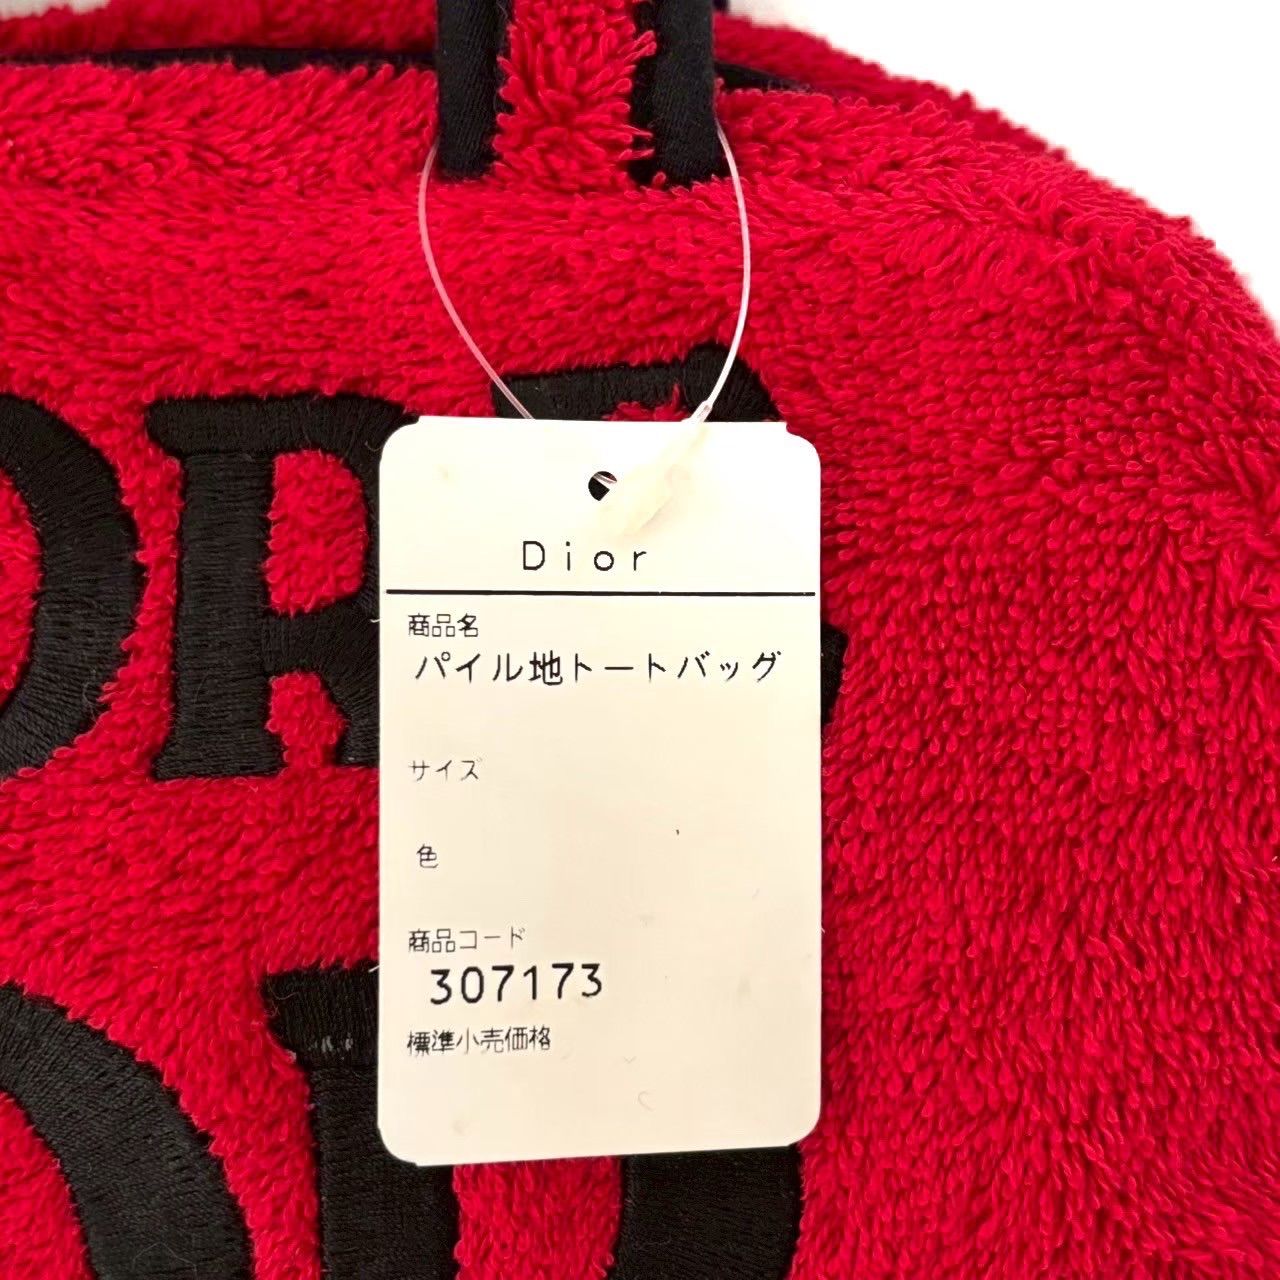 Dior
商品名
パイル地トートバッグ
サイズ
色
商品コード
307173
標準小売価格